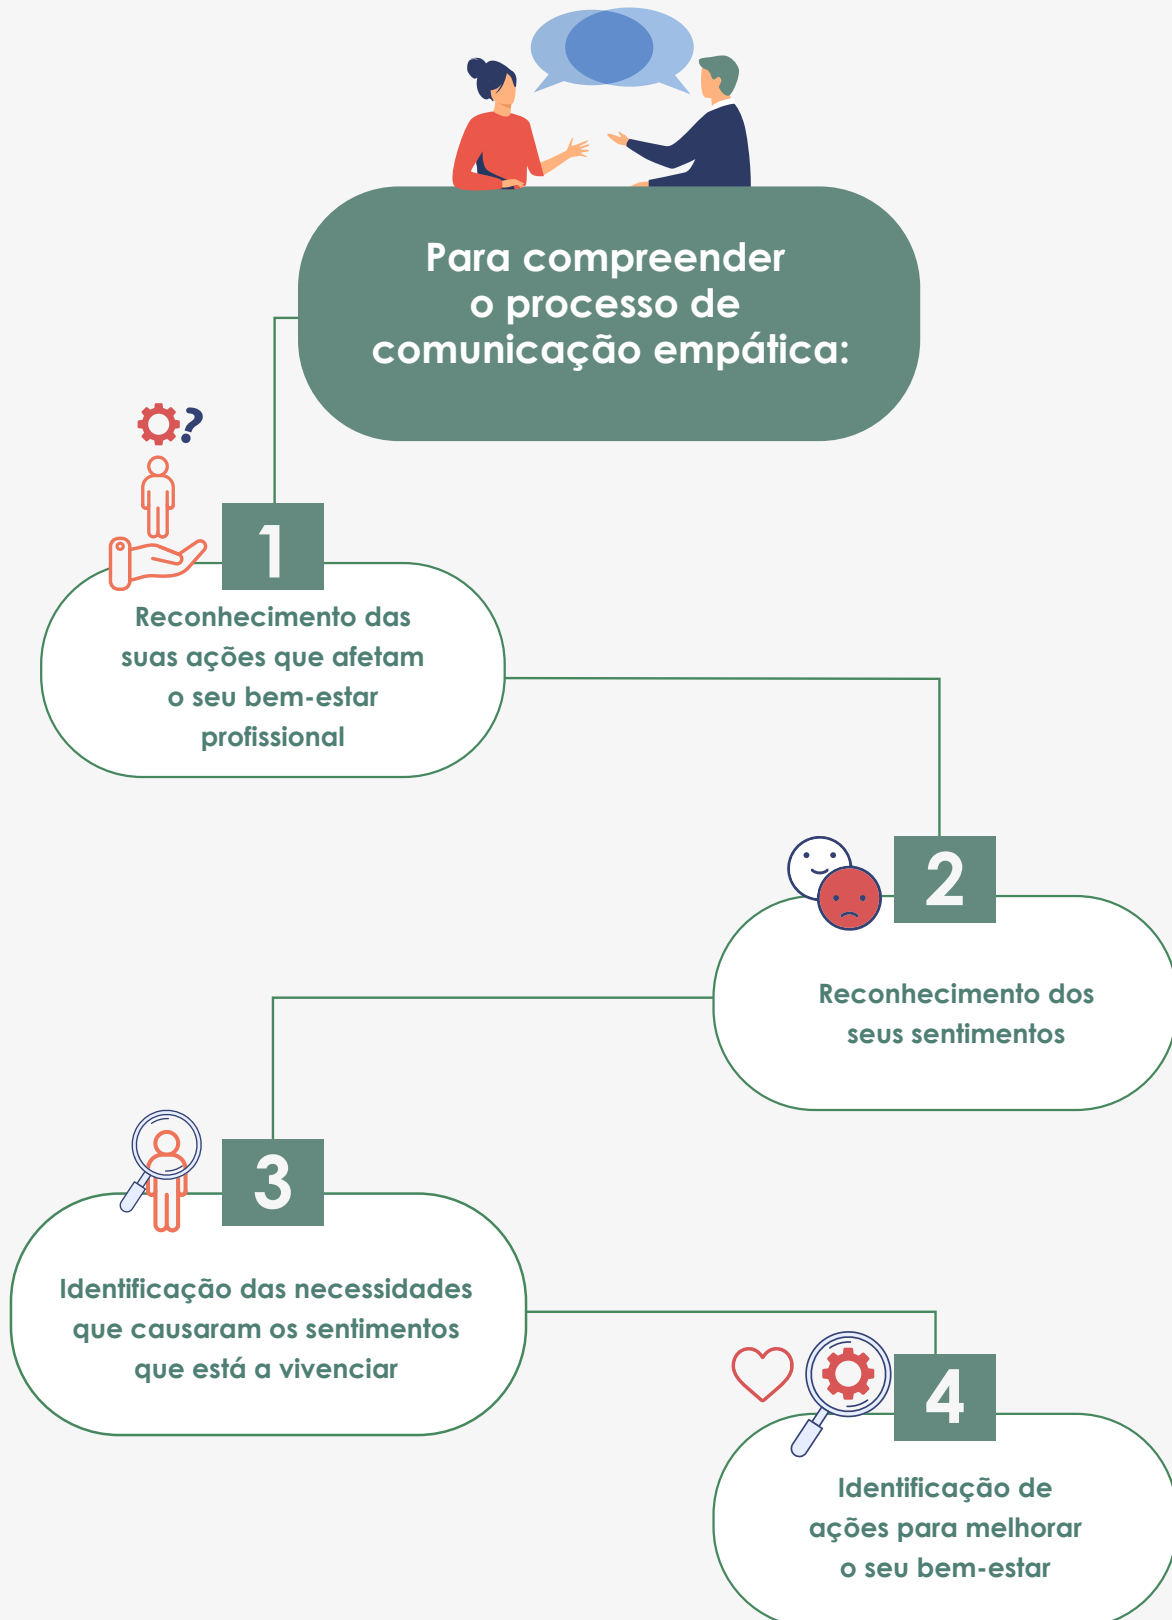 Para compreender
o processo de
comunicação empática:
?
1
Reconhecimento das
suas ações que afetam
o seu bem-estar
profissional
2
Reconhecimento dos
seus sentimentos
3
Identificação das necessidades
que causaram os sentimentos
que está a vivenciar
4
Identificação de
ações para melhorar
o seu bem-estar